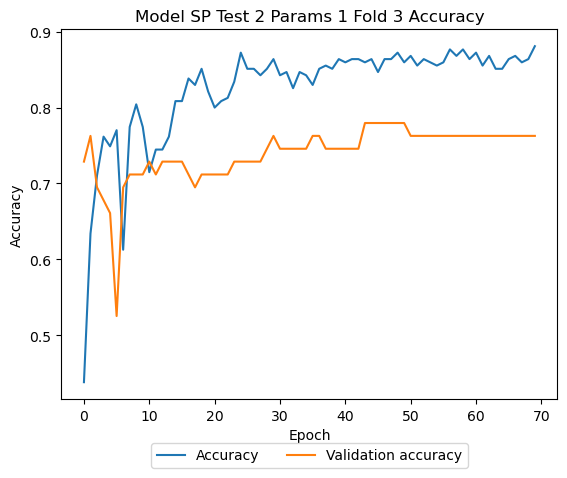 Model SP Test 2 Params 1 Fold 3 Accuracy
0.9
0.8
0.7
0.6
0.5
Accuracy
0 10 20 30 40 50 60 70
Epoch
Accuracy Validation accuracy